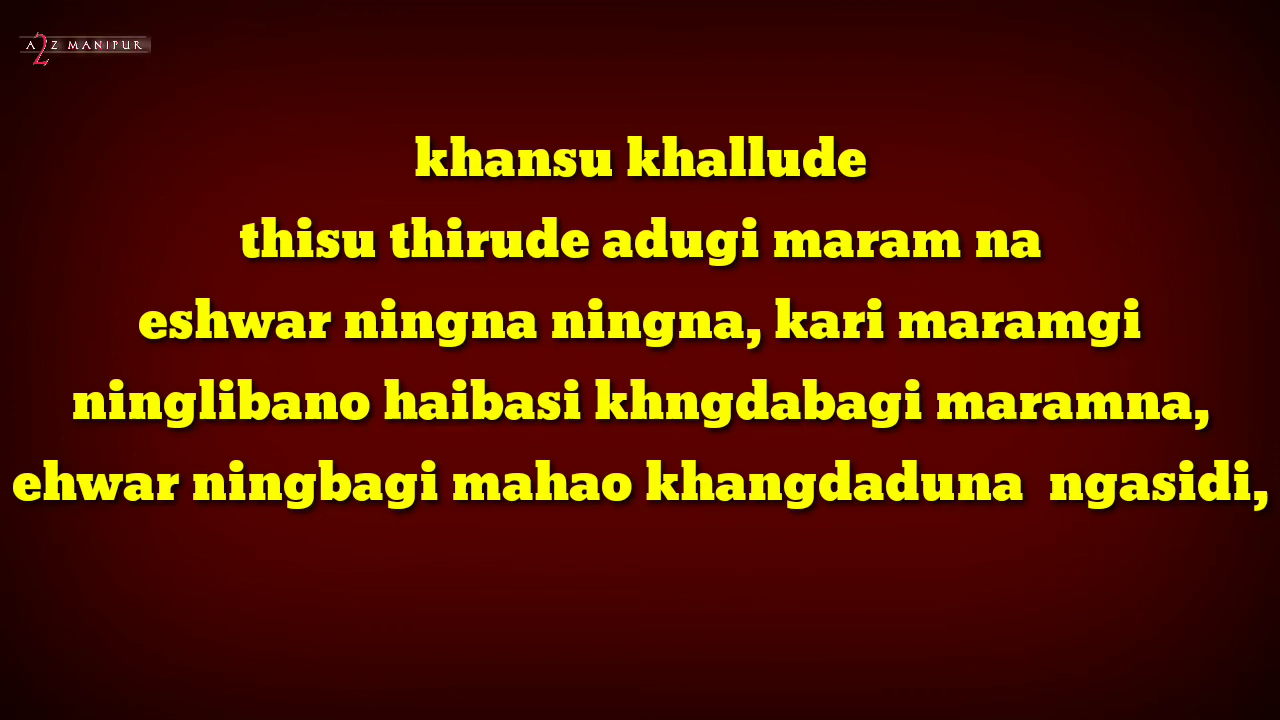 A2Z MANIPUR
khansu khallude
thisu thirude adugi maram na
eshwar ningna ningna, kari maramgi
ninglibano haibasi khngdabagi maramna,
ehwar ningbagi mahao khangdaduna  ngasidi,